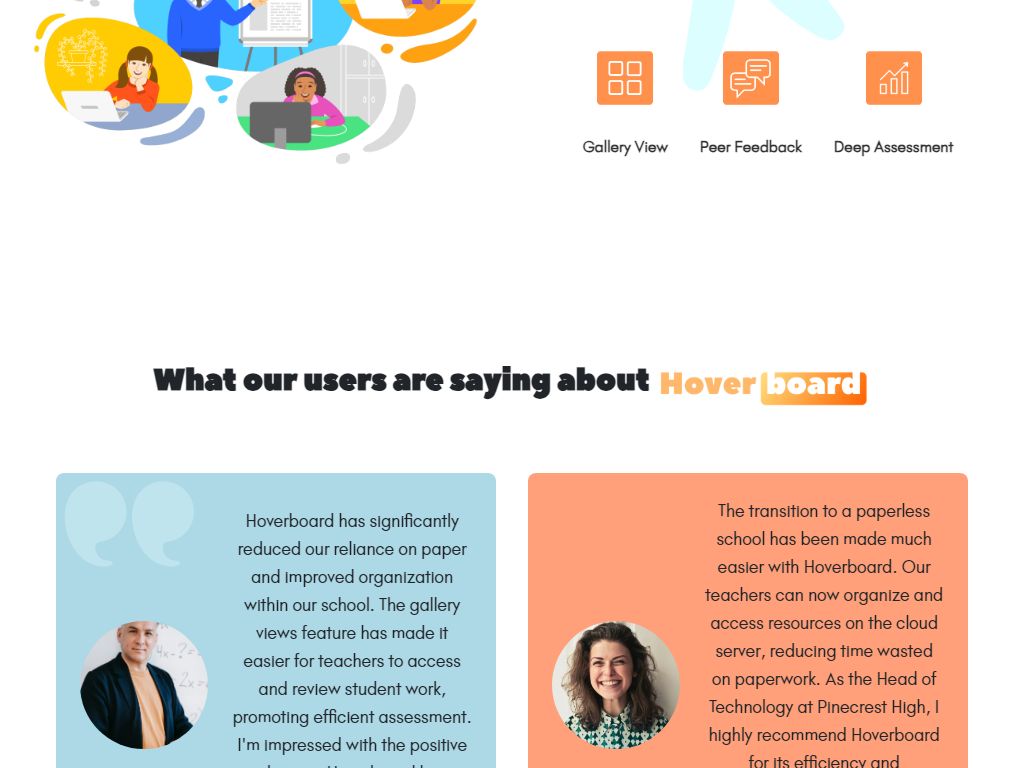 Gallery View
Peer Feedback
Deep Assessment
What our users are saying about Hoverboard
Hoverboard has significantly
reduced our reliance on paper
and improved organization
within our school. The gallery
views feature has made it
easier for teachers to access
and review student work,
promoting efficient assessment.
I'm impressed with the positive
The transition to a paperless
school has been made much
easier with Hoverboard. Our
teachers can now organize and
access resources on the cloud
server, reducing time wasted
on paperwork. As the Head of
Technology at Pinecrest High, I
highly recommend Hoverboard
for its efficiency and